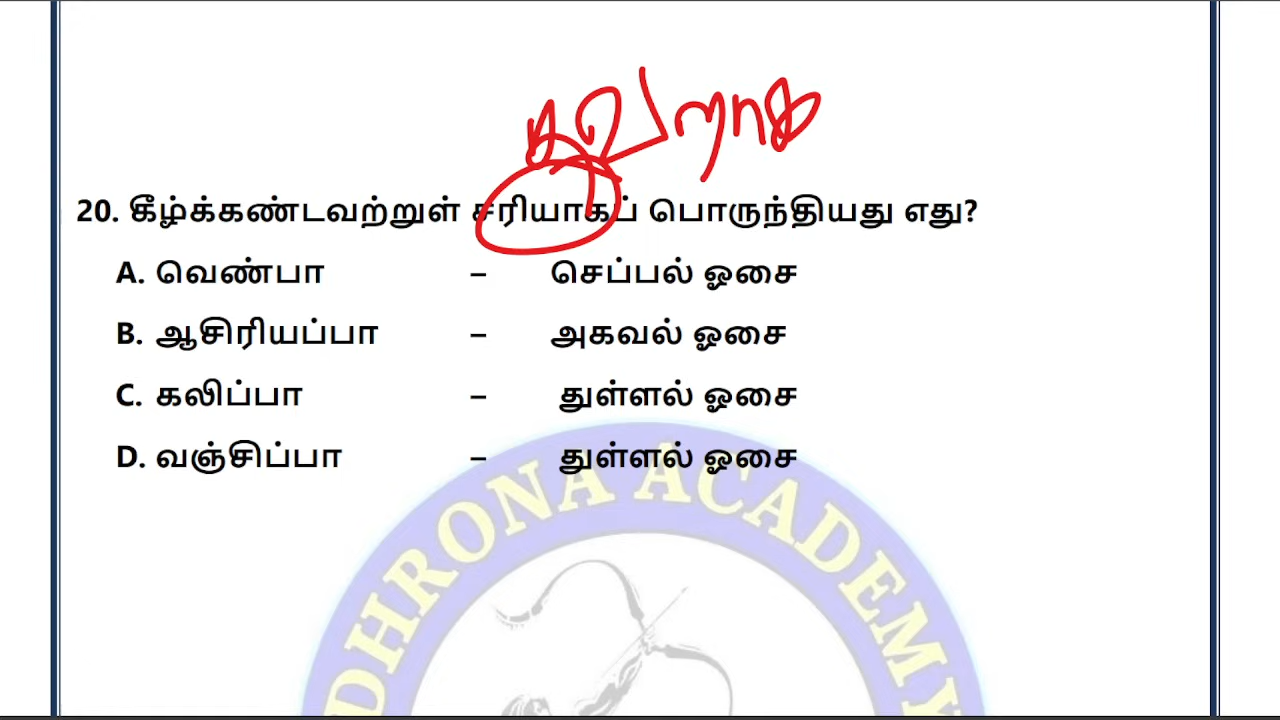 தவறாக
20. கீழ்க்கண்டவற்றுள் சரியாகப் பொருந்தியது எது?
A. வெண்பா – செப்பல் ஓசை
B. ஆசிரியப்பா – அகவல் ஓசை
C. கலிப்பா – துள்ளல் ஓசை
D. வஞ்சிப்பா – துள்ளல் ஓசை
DHRONA ACADEMY